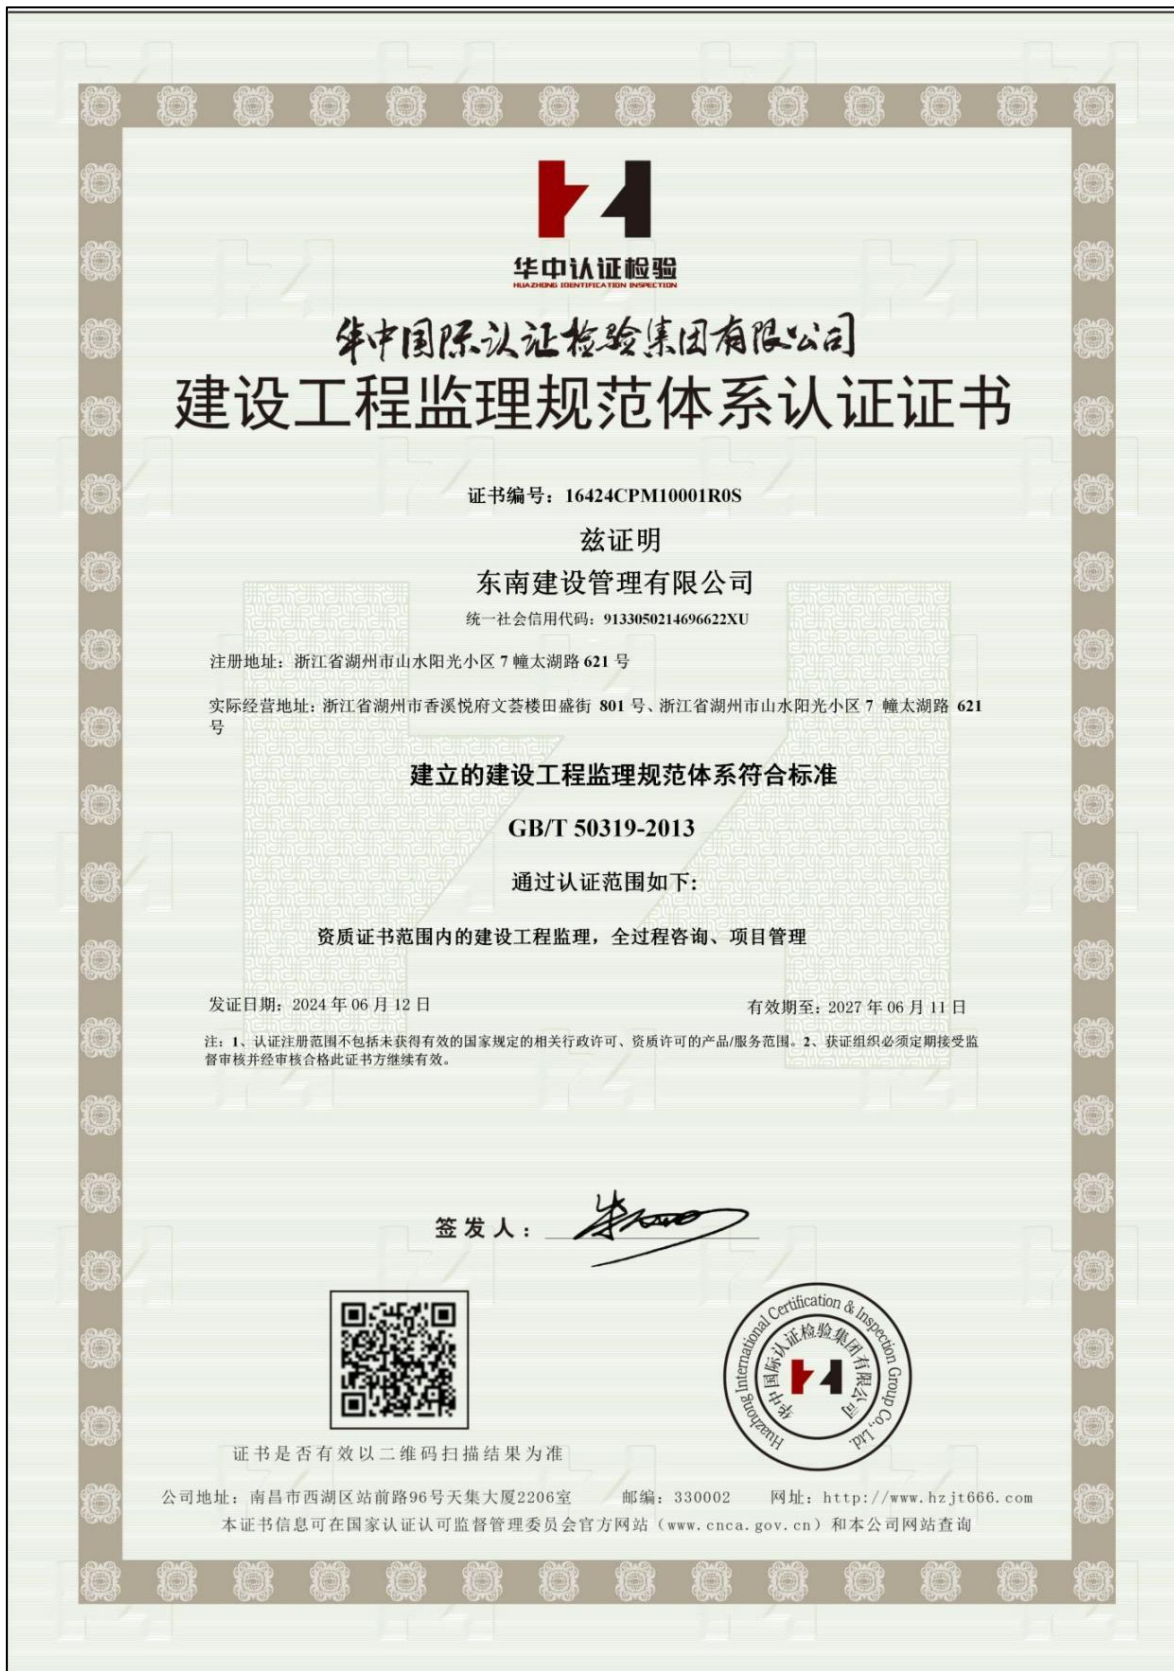 华中认证检验
HUAZHONG IDENTIFICATION INSPECTION
华中国际认证检验集团有限公司
建设工程监理规范体系认证证书
证书编号：16424CPM10001R0S
兹证明
东南建设管理有限公司
统一社会信用代码：9133050214696622XU
注册地址：浙江省湖州市山水阳光小区 7 幢太湖路 621 号
实际经营地址：浙江省湖州市香溪悦府文荟楼田盛街 801 号、浙江省湖州市山水阳光小区 7 幢太湖路 621
号
建立的建设工程监理规范体系符合标准
GB/T 50319-2013
通过认证范围如下:
资质证书范围内的建设工程监理，全过程咨询、项目管理
发证日期：2024 年 06 月 12 日 有效期至：2027 年 06 月 11 日
注：1、认证注册范围不包括未获得有效的国家规定的相关行政许可、资质许可的产品/服务范围。2、获证组织必须定期接受监
督审核并经审核合格此证书方继续有效。
签发人：
Huazhong International Certification & Inspection Group Co., Ltd.
华中国际认证检验集团有限公司
证书是否有效以二维码扫描结果为准
公司地址：南昌市西湖区站前路96号天集大厦2206室 邮编：330002 网址：http://www.hzjt666.com
本证书信息可在国家认证认可监督管理委员会官方网站（www.cnca.gov.cn）和本公司网站查询